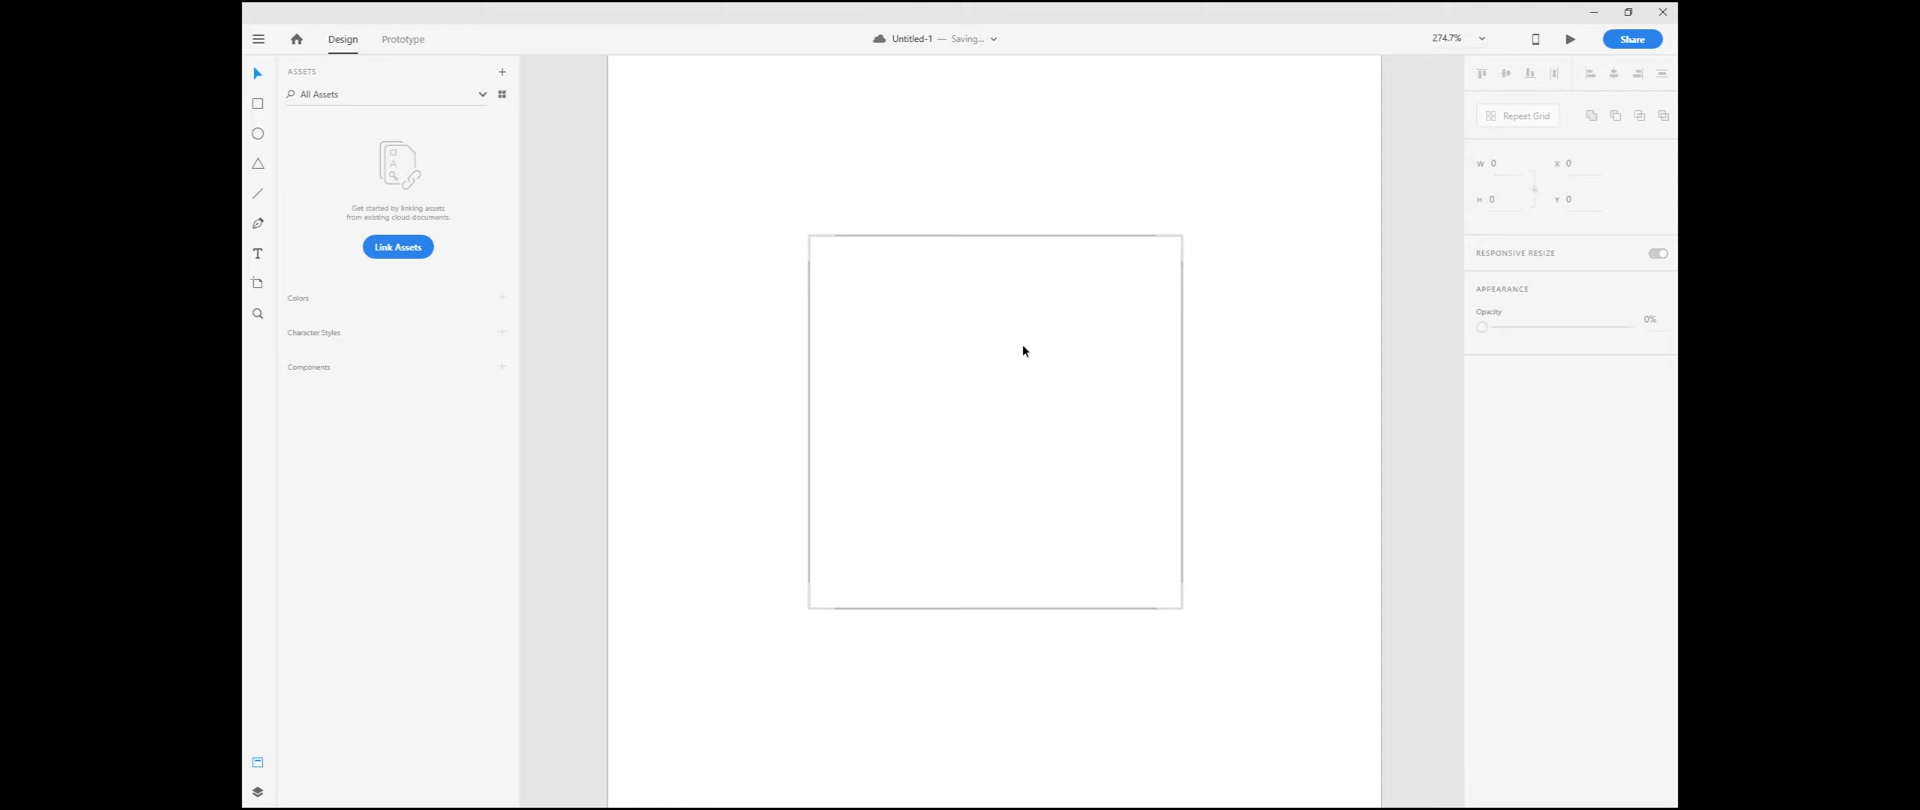 Design
Prototype
Untitled-1 — Saving...
274.7%
Share
ASSETS
All Assets
Get started by linking assets
from existing cloud documents.
Link Assets
Colors
Character Styles
Components
Repeat Grid
W 0
X 0
H 0
Y 0
RESPONSIVE RESIZE
APPEARANCE
Opacity
0%